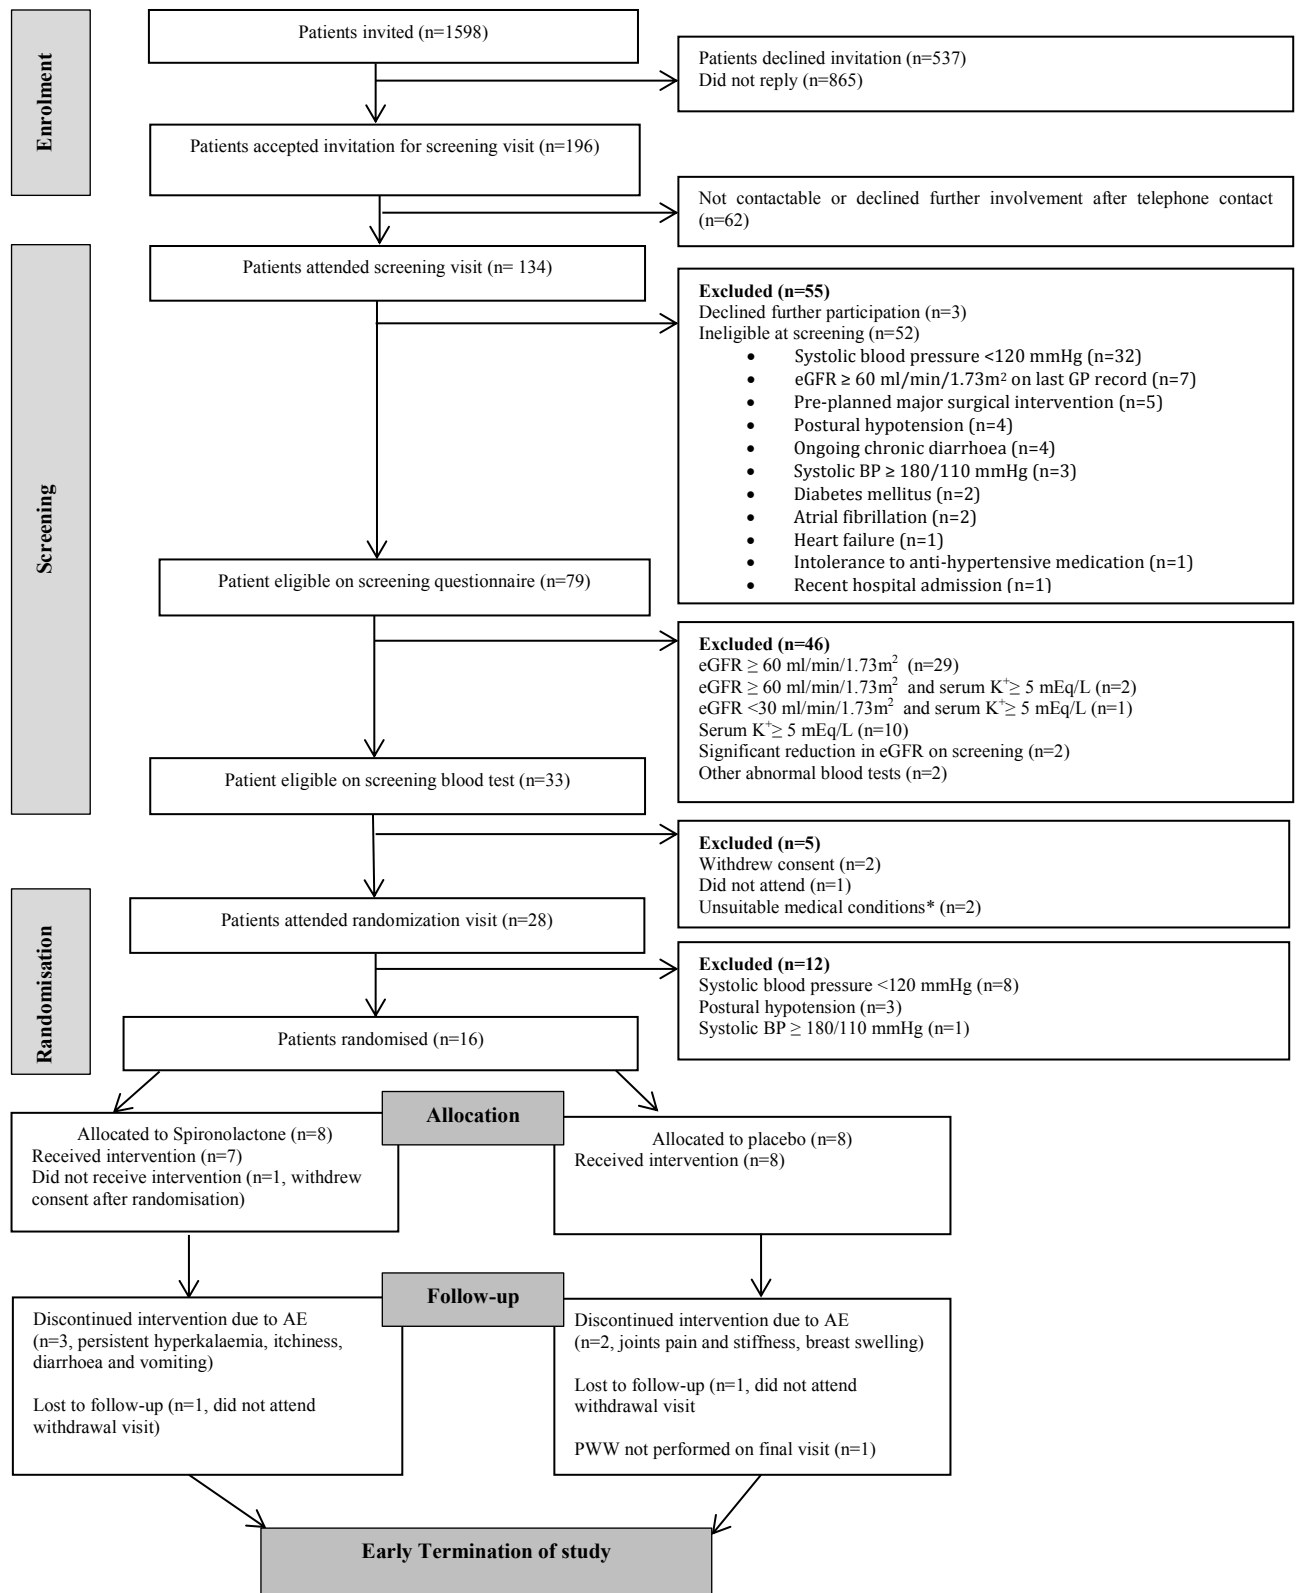 Enrolment
Patients invited (n=1598)
Patients declined invitation (n=537)
Did not reply (n=865)
Patients accepted invitation for screening visit (n=196)
Not contactable or declined further involvement after telephone contact
(n=62)
Screening
Patients attended screening visit (n= 134)
Excluded (n=55)
Declined further participation (n=3)
Ineligible at screening (n=52)
• Systolic blood pressure <120 mmHg (n=32)
• eGFR ≥ 60 ml/min/1.73m² on last GP record (n=7)
• Pre-planned major surgical intervention (n=5)
• Postural hypotension (n=4)
• Ongoing chronic diarrhoea (n=4)
• Systolic BP ≥ 180/110 mmHg (n=3)
• Diabetes mellitus (n=2)
• Atrial fibrillation (n=2)
• Heart failure (n=1)
• Intolerance to anti-hypertensive medication (n=1)
• Recent hospital admission (n=1)
Patient eligible on screening questionnaire (n=79)
Excluded (n=46)
eGFR ≥ 60 ml/min/1.73m² (n=29)
eGFR ≥ 60 ml/min/1.73m² and serum K⁺≥ 5 mEq/L (n=2)
eGFR <30 ml/min/1.73m² and serum K⁺≥ 5 mEq/L (n=1)
Serum K⁺≥ 5 mEq/L (n=10)
Significant reduction in eGFR on screening (n=2)
Other abnormal blood tests (n=2)
Patient eligible on screening blood test (n=33)
Excluded (n=5)
Withdrew consent (n=2)
Did not attend (n=1)
Unsuitable medical conditions* (n=2)
Randomisation
Patients attended randomization visit (n=28)
Excluded (n=12)
Systolic blood pressure <120 mmHg (n=8)
Postural hypotension (n=3)
Systolic BP ≥ 180/110 mmHg (n=1)
Patients randomised (n=16)
Allocation
Allocated to Spironolactone (n=8)
Received intervention (n=7)
Did not receive intervention (n=1, withdrew
consent after randomisation)
Allocated to placebo (n=8)
Received intervention (n=8)
Follow-up
Discontinued intervention due to AE
(n=3, persistent hyperkalaemia, itchiness,
diarrhoea and vomiting)
Lost to follow-up (n=1, did not attend
withdrawal visit)
Discontinued intervention due to AE
(n=2, joints pain and stiffness, breast swelling)
Lost to follow-up (n=1, did not attend
withdrawal visit
PWW not performed on final visit (n=1)
Early Termination of study